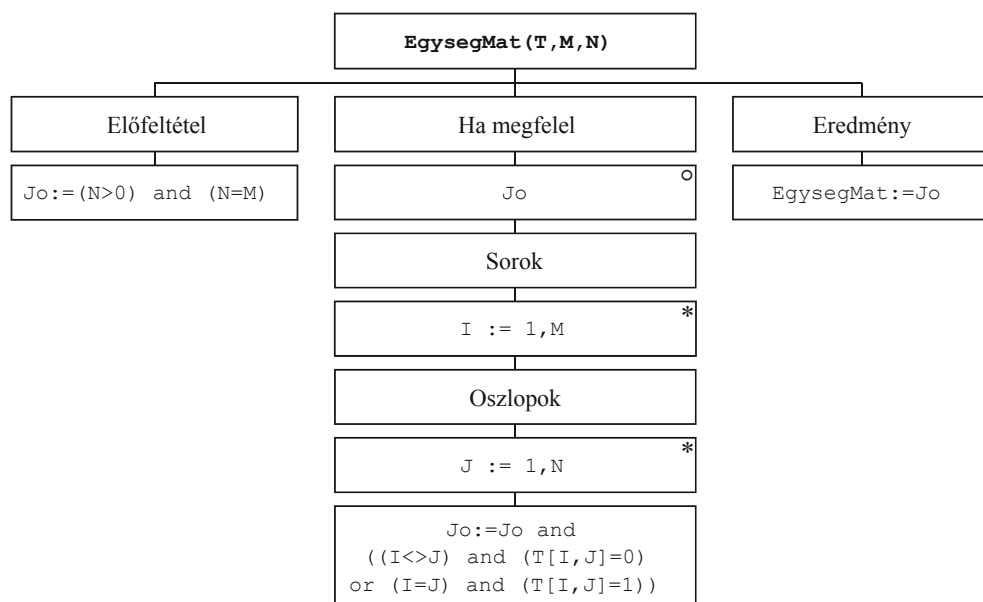 EgysegMat(T,M,N)
Előfeltétel
Ha megfelel
Eredmény
Jo:=(N>0) and (N=M)
Jo
EgysegMat:=Jo
Sorok
I := 1,M
*
Oszlopok
J := 1,N
*
Jo:=Jo and
((I<>J) and (T[I,J]=0)
or (I=J) and (T[I,J]=1))